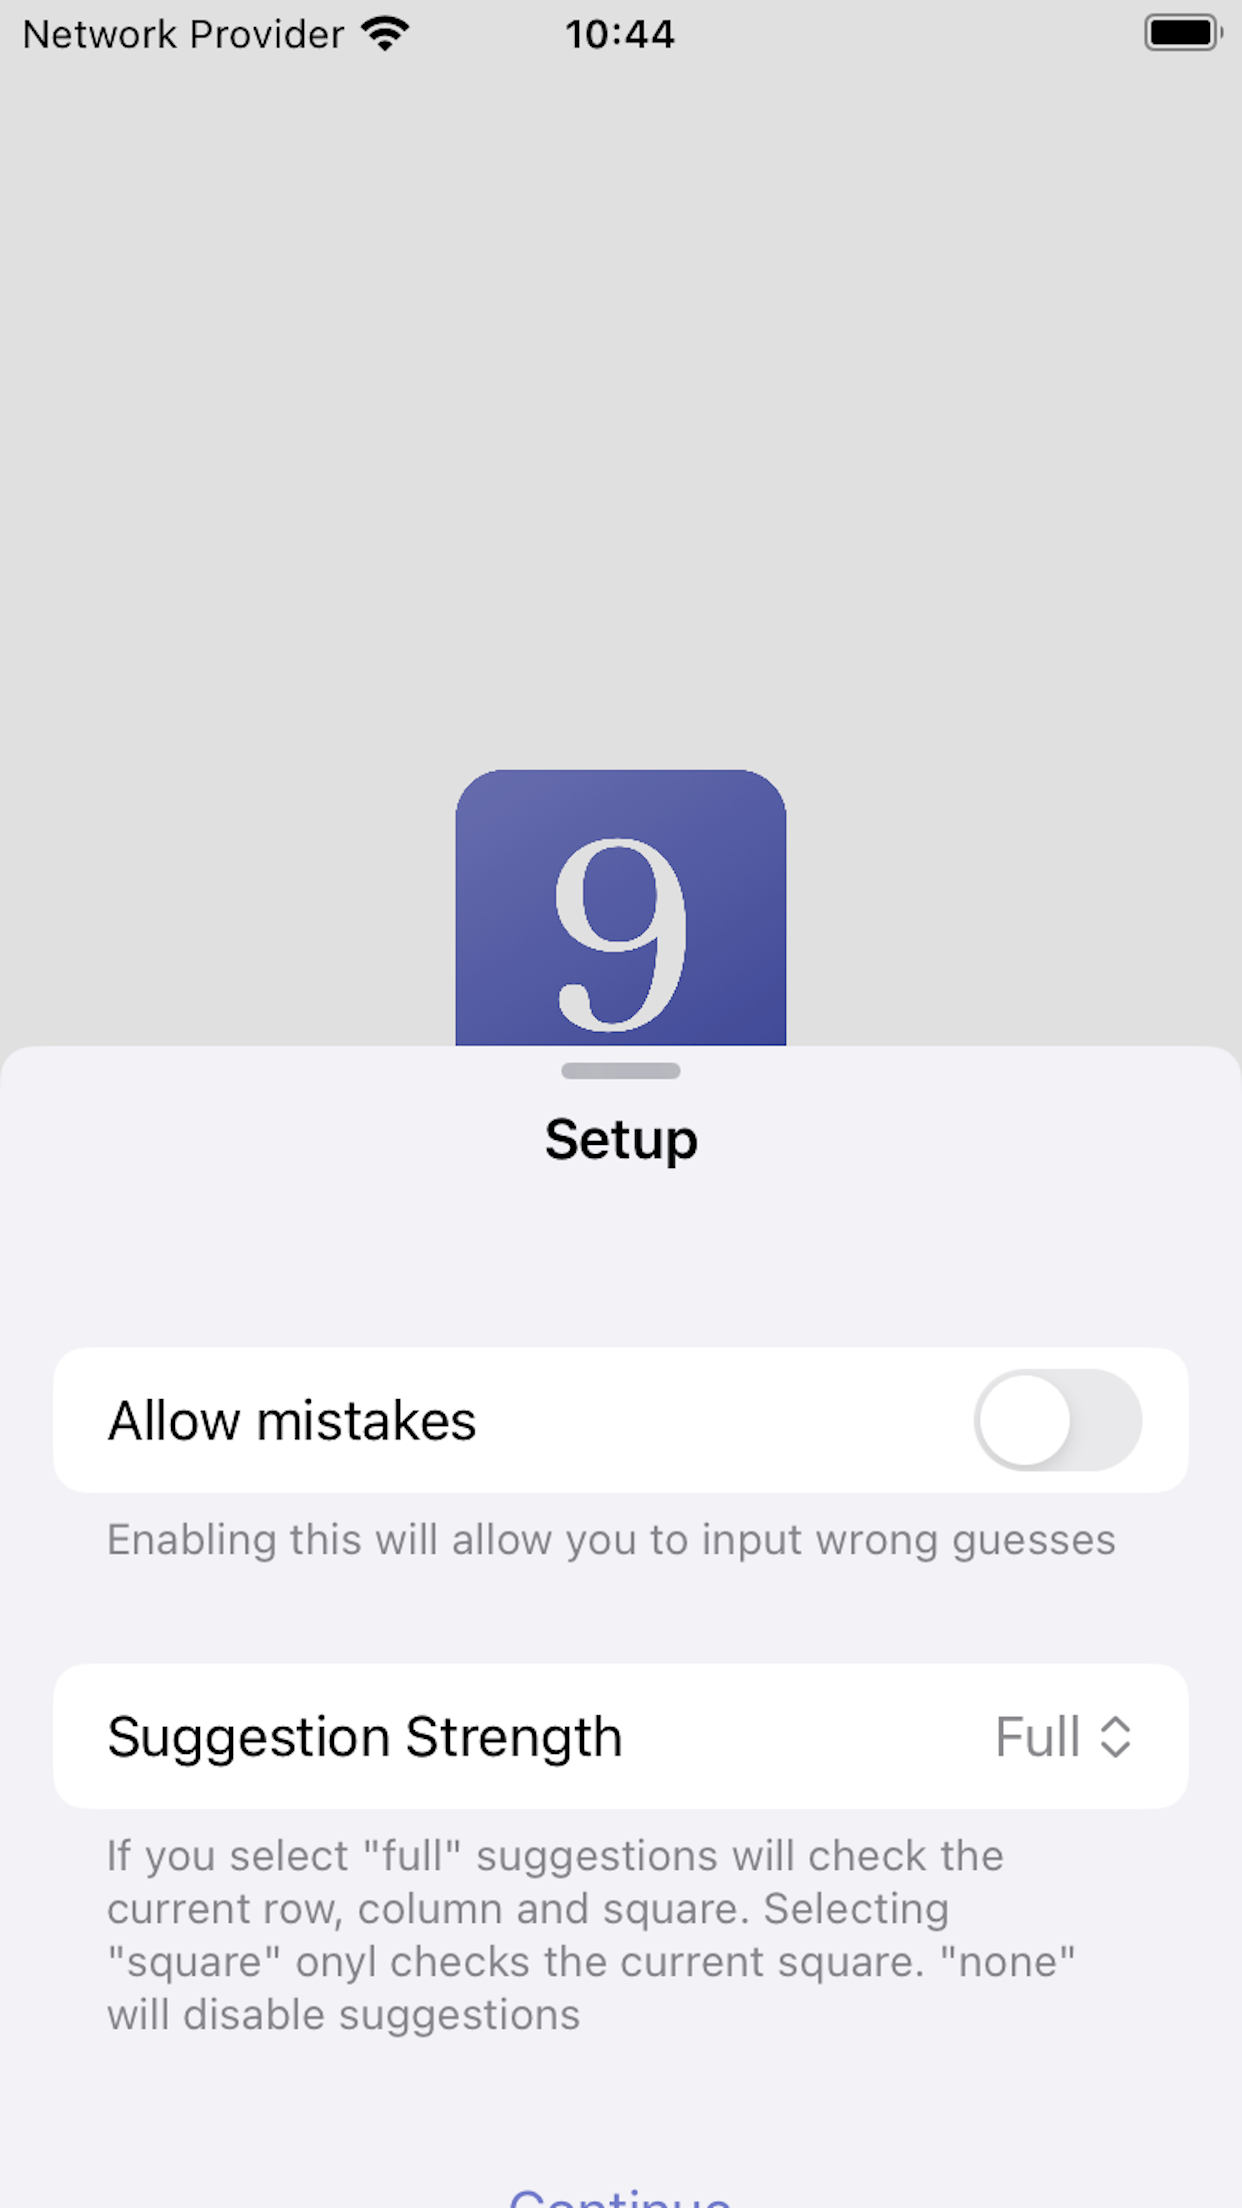 Network Provider 10:44
9
Setup
Allow mistakes
Enabling this will allow you to input wrong guesses
Suggestion Strength Full
If you select "full" suggestions will check the
current row, column and square. Selecting
"square" onyl checks the current square. "none"
will disable suggestions
Continue